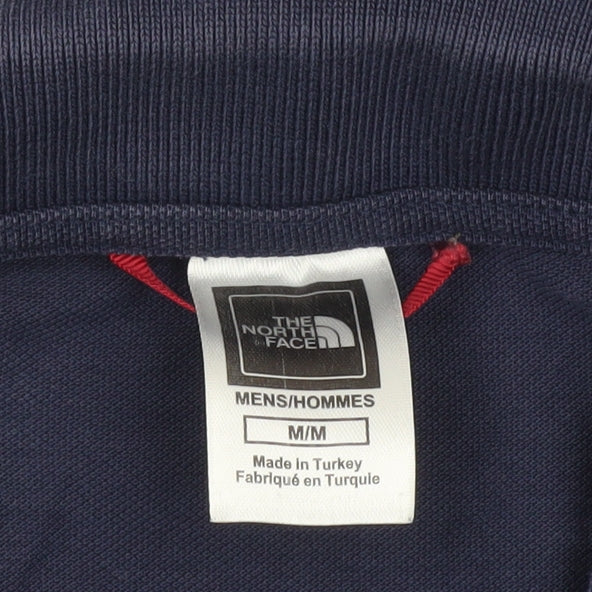 THE
NORTH
FACE
MENS/HOMMES
M/M
Made in Turkey
Fabriqué en Turquie